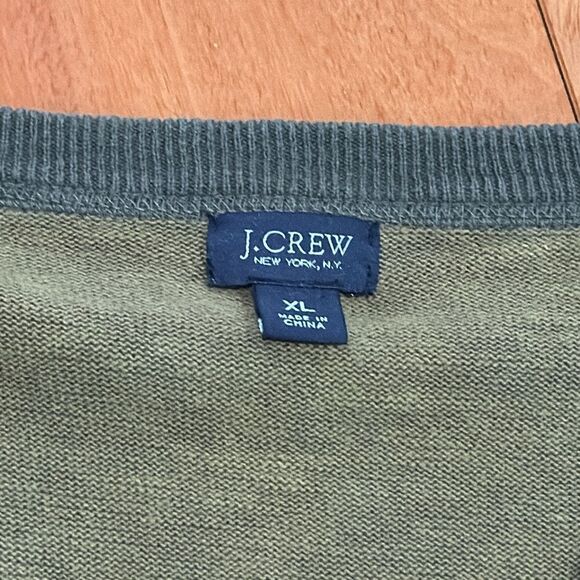 J.CREW
NEW YORK, N.Y.
XL
MADE IN
CHINA